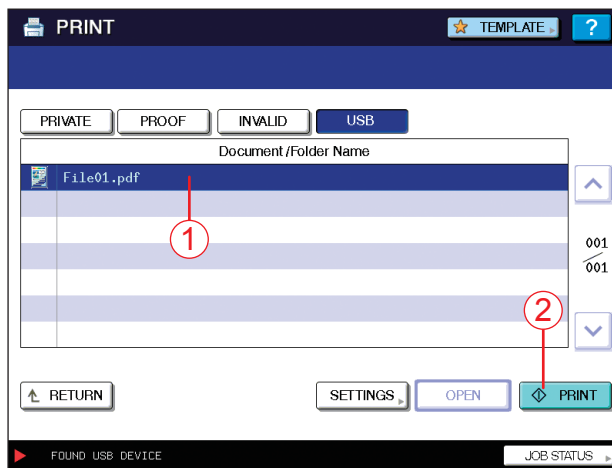 PRINT
TEMPLATE
?
PRIVATE PROOF INVALID USB
Document /Folder Name
File01.pdf
1
001
001
2
RETURN SETTINGS OPEN PRINT
FOUND USB DEVICE JOB STATUS